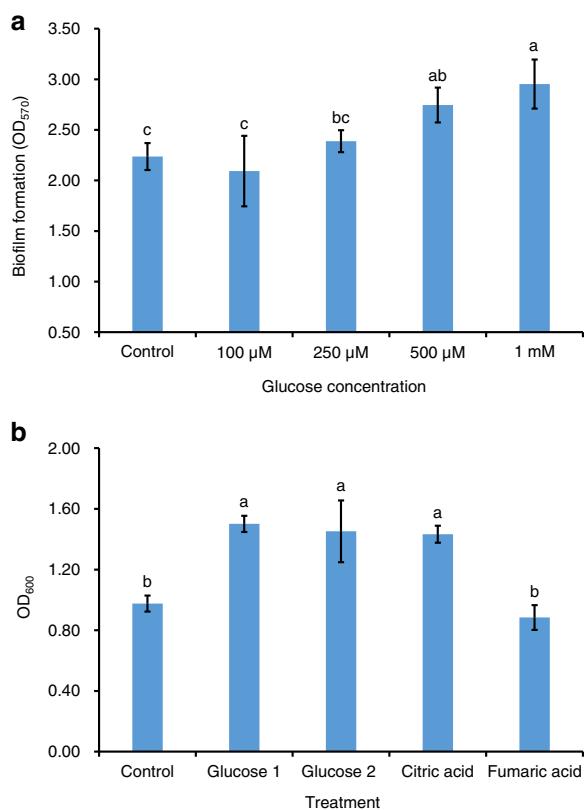 a
Biofilm formation (OD570)
3.50
3.00
2.50
2.00
1.50
1.00
0.50
c
c
bc
ab
a
Control
100 µM
250 µM
500 µM
1 mM
Glucose concentration
b
OD600
2.00
1.60
1.20
0.80
0.40
0.00
b
a
a
a
b
Control
Glucose 1
Glucose 2
Citric acid
Fumaric acid
Treatment